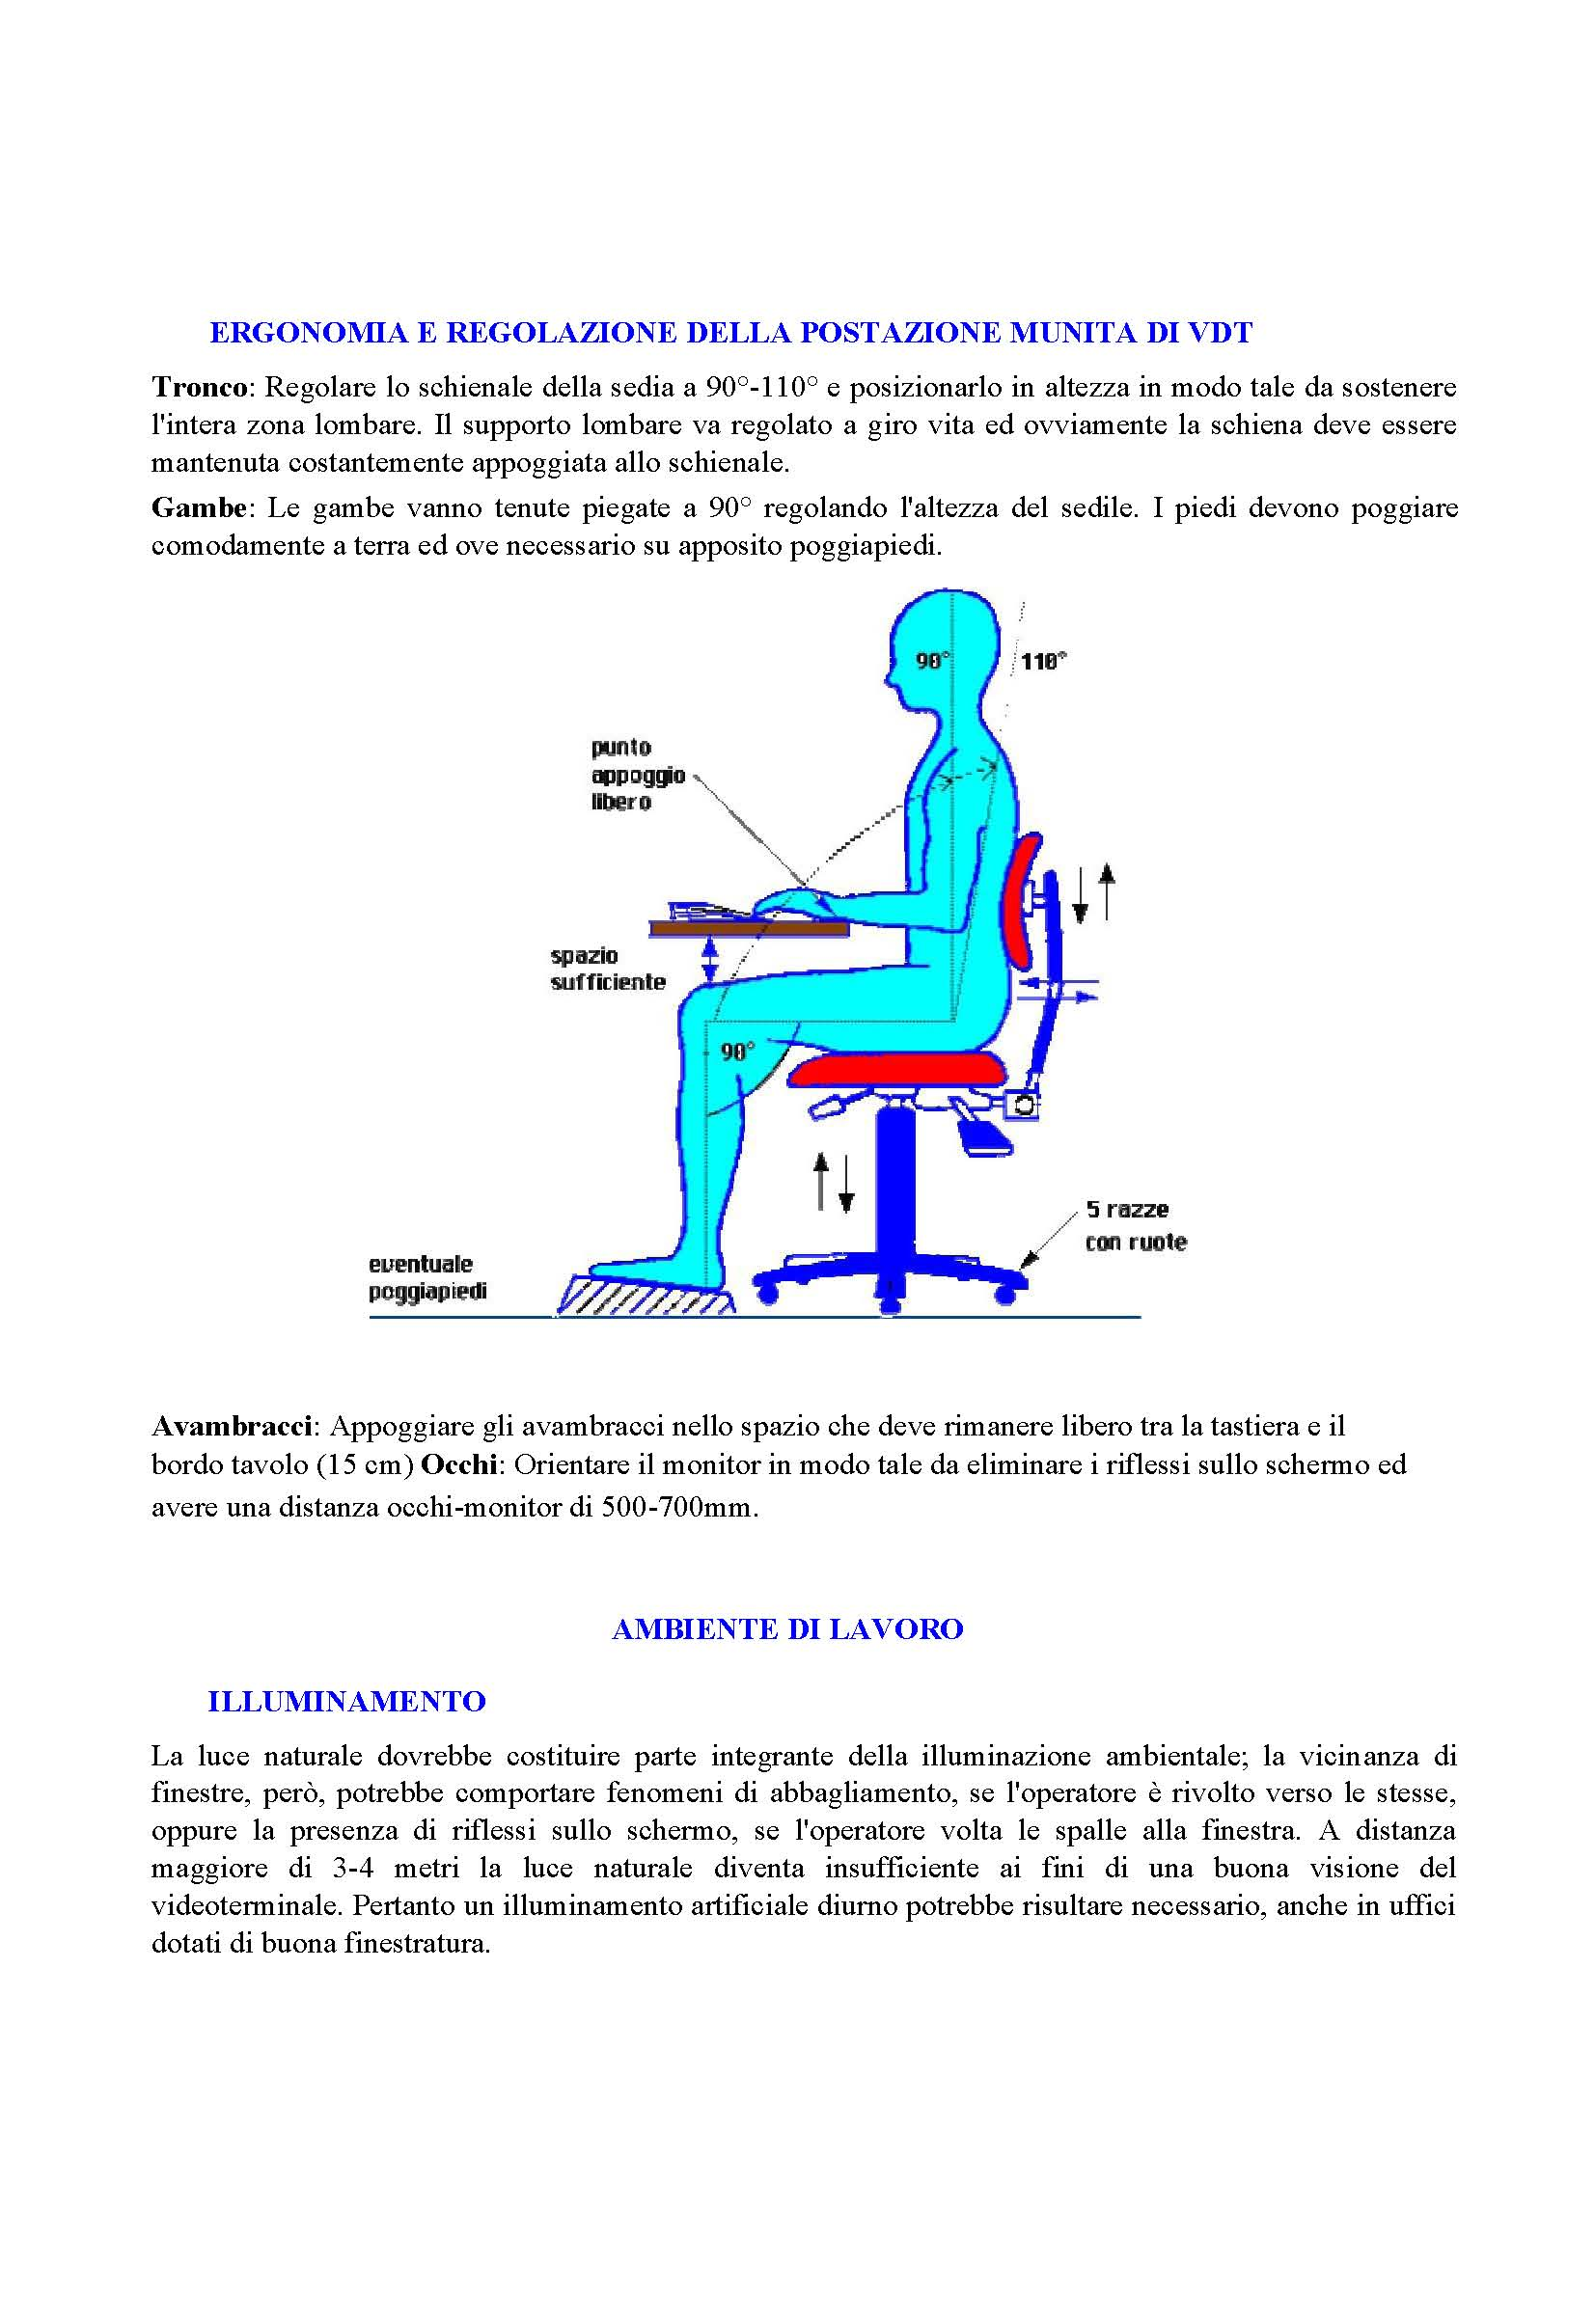 ERGONOMIA E REGOLAZIONE DELLA POSTAZIONE MUNITA DI VDT
Tronco: Regolare lo schienale della sedia a 90°-110° e posizionarlo in altezza in modo tale da sostenere
l'intera zona lombare. Il supporto lombare va regolato a giro vita ed ovviamente la schiena deve essere
mantenuta costantemente appoggiata allo schienale.
Gambe: Le gambe vanno tenute piegate a 90° regolando l'altezza del sedile. I piedi devono poggiare
comodamente a terra ed ove necessario su apposito poggiapiedi.
90°
110°
punto
appoggio
libero
spazio
sufficiente
90°
5 razze
con ruote
eventuale
poggiapiedi
Avambracci: Appoggiare gli avambracci nello spazio che deve rimanere libero tra la tastiera e il
bordo tavolo (15 cm) Occhi: Orientare il monitor in modo tale da eliminare i riflessi sullo schermo ed
avere una distanza occhi-monitor di 500-700mm.
AMBIENTE DI LAVORO
ILLUMINAMENTO
La luce naturale dovrebbe costituire parte integrante della illuminazione ambientale; la vicinanza di
finestre, però, potrebbe comportare fenomeni di abbagliamento, se l'operatore è rivolto verso le stesse,
oppure la presenza di riflessi sullo schermo, se l'operatore volta le spalle alla finestra. A distanza
maggiore di 3-4 metri la luce naturale diventa insufficiente ai fini di una buona visione del
videoterminale. Pertanto un illuminamento artificiale diurno potrebbe risultare necessario, anche in uffici
dotati di buona finestratura.